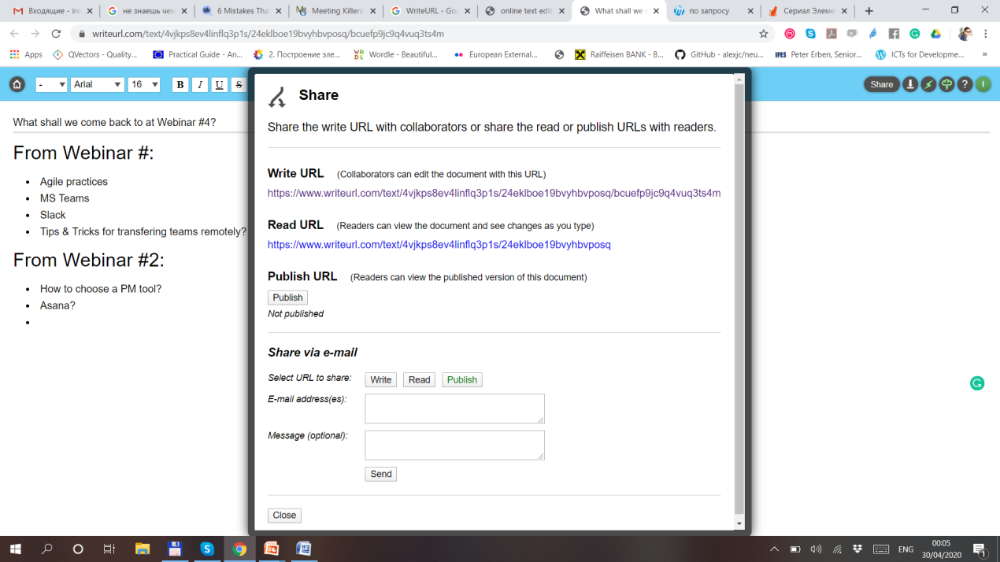 Входящие - ire
не знаешь чем
6 Mistakes That
Meeting Killers
WriteURL - Goo
online text edit
What shall we c
по запросу
Сериал Элеме
writeurl.com/text/4vjkps8ev4linflq3p1s/24eklboe19bvyhbvposq/bcuefp9jc9q4vuq3ts4m
Apps
QVectors - Quality...
Practical Guide - An...
2. Построение эле...
Wordle - Beautiful...
European External...
Raiffeisen BANK - B...
GitHub - alexjc/neu...
IFES Peter Erben, Senior...
ICTs for Developme...
»
- Arial 16 B I U S
Share ?  I
What shall we come back to at Webinar #4?
From Webinar #:
• Agile practices
• MS Teams
• Slack
• Tips & Tricks for transfering teams remotely?
From Webinar #2:
• How to choose a PM tool?
• Asana?
•
Share
Share the write URL with collaborators or share the read or publish URLs with readers.
Write URL (Collaborators can edit the document with this URL)
https://www.writeurl.com/text/4vjkps8ev4linflq3p1s/24eklboe19bvyhbvposq/bcuefp9jc9q4vuq3ts4m
Read URL (Readers can view the document and see changes as you type)
https://www.writeurl.com/text/4vjkps8ev4linflq3p1s/24eklboe19bvyhbvposq
Publish URL (Readers can view the published version of this document)
Publish
Not published
Share via e-mail
Select URL to share: Write Read Publish
E-mail address(es):
Message (optional):
Send
Close
ENG
00:05
30/04/2020
1